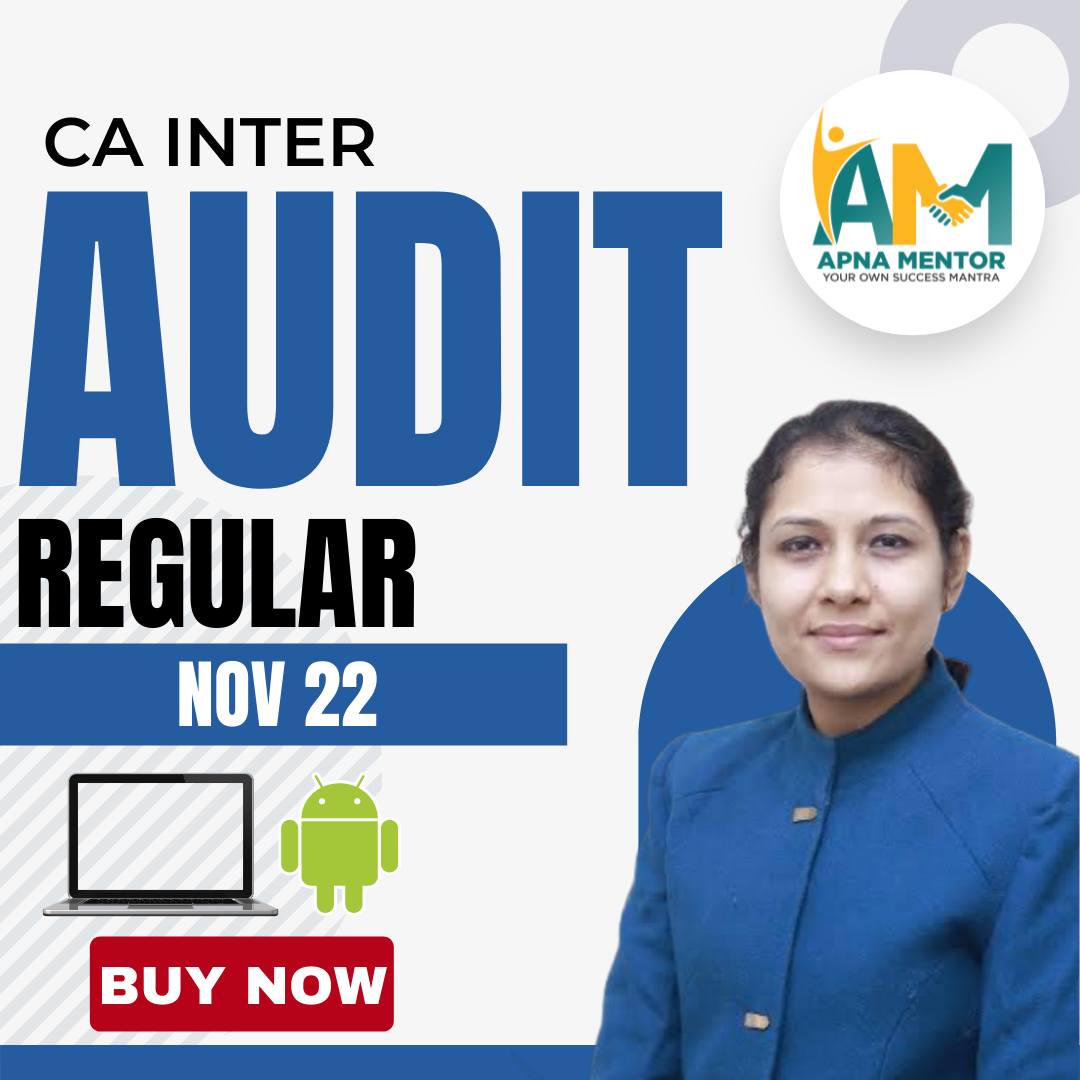 CA INTER
AUDIT
REGULAR
NOV 22
BUY NOW
AM
APNA MENTOR
YOUR OWN SUCCESS MANTRA